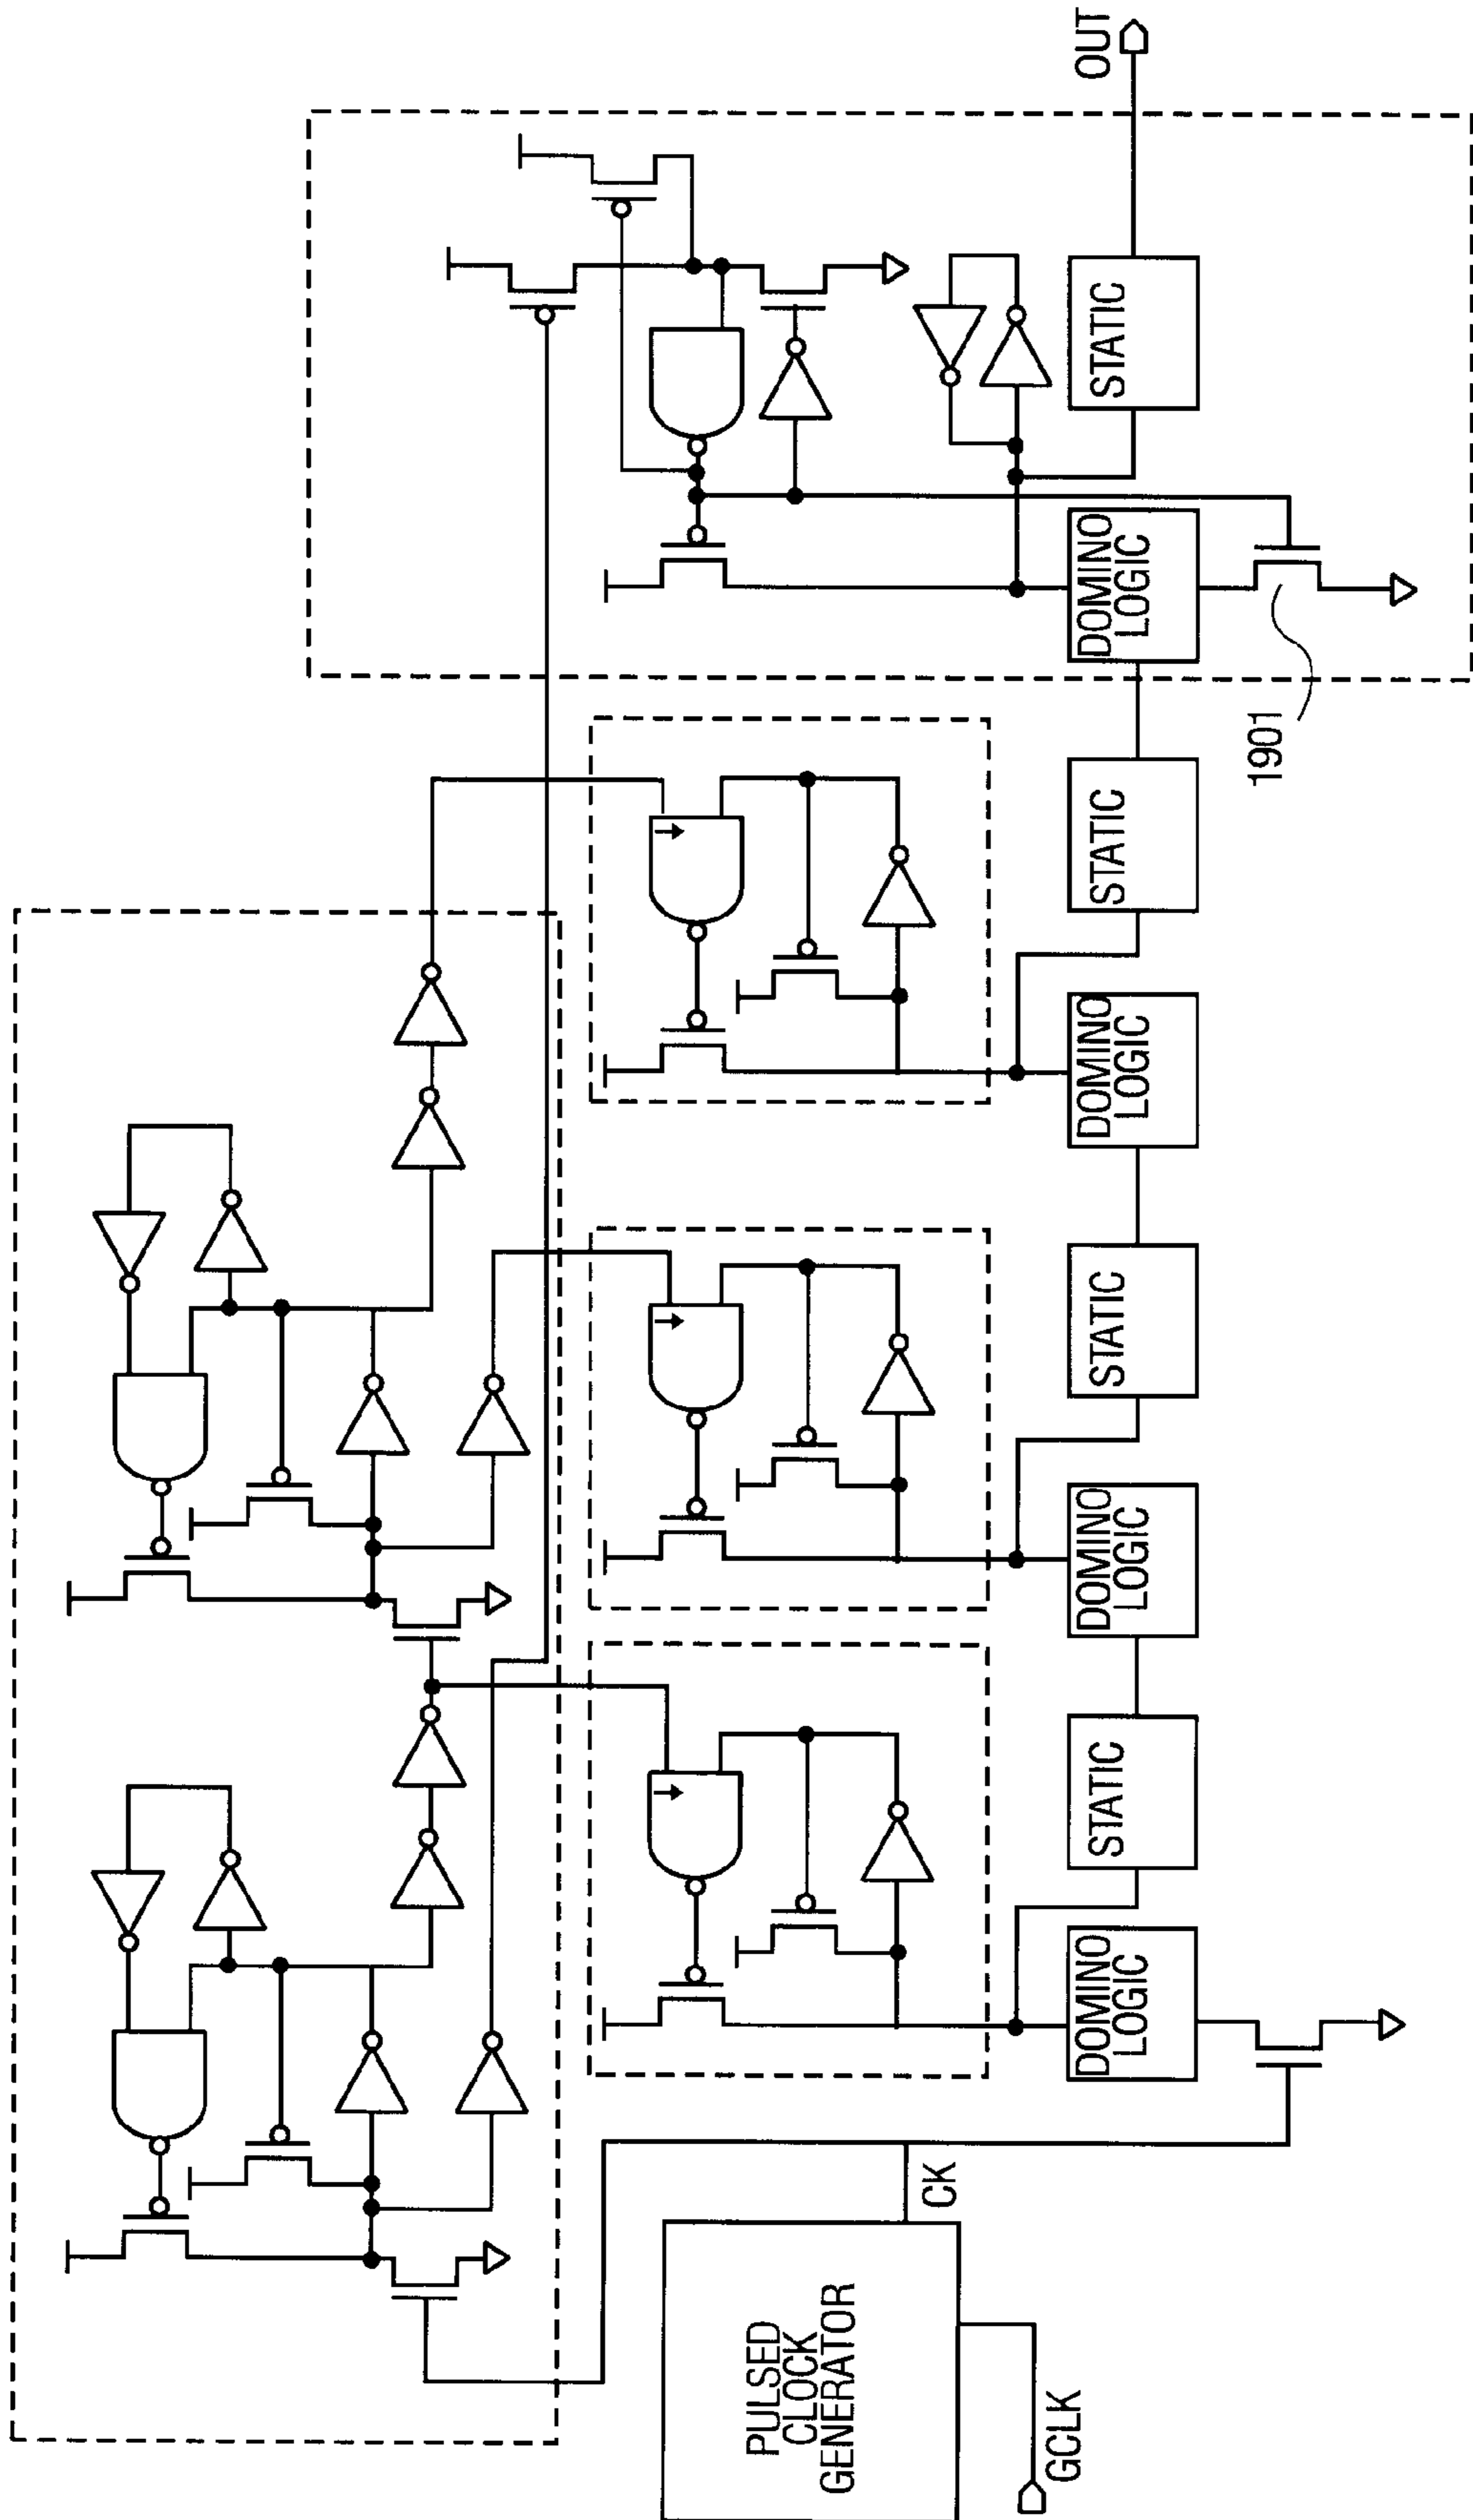 GCLK
PULSED
CLOCK
GENERATOR
CK
DOMINO
LOGIC
STATIC
DOMINO
LOGIC
STATIC
DOMINO
LOGIC
STATIC
1901
DOMINO
LOGIC
STATIC
OUT